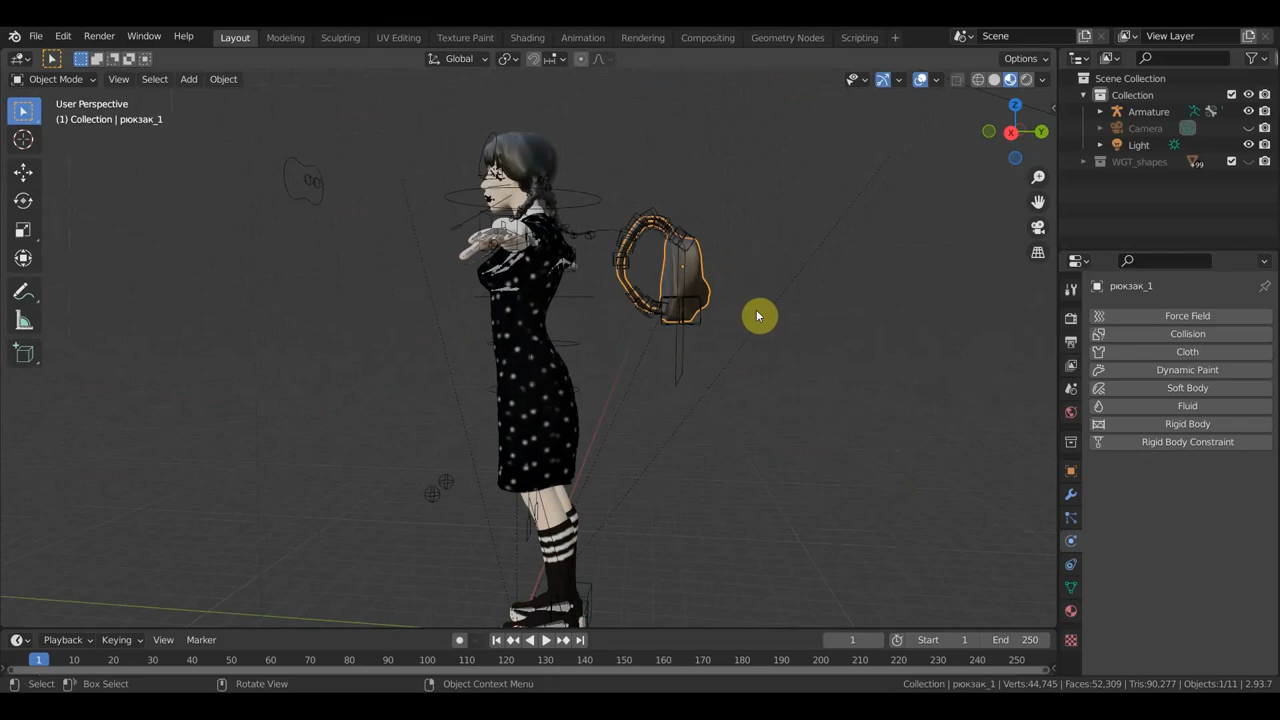 File Edit Render Window Help Layout Modeling Sculpting UV Editing Texture Paint Shading Animation Rendering Compositing Geometry Nodes Scripting + Scene View Layer
Global Options
Object Mode View Select Add Object
User Perspective
(1) Collection | рюкзак_1
Z
X Y
Scene Collection
Collection
Armature
Camera
Light
WGT_shapes 99
рюкзак_1
Force Field
Collision
Cloth
Dynamic Paint
Soft Body
Fluid
Rigid Body
Rigid Body Constraint
Playback Keying View Marker 1 Start 1 End 250
1 10 20 30 40 50 60 70 80 90 100 110 120 130 140 150 160 170 180 190 200 210 220 230 240 250
Select Box Select Rotate View Object Context Menu Collection | рюкзак_1 | Verts:44,745 | Faces:52,309 | Tris:90,277 | Objects:1/11 | 2.93.7